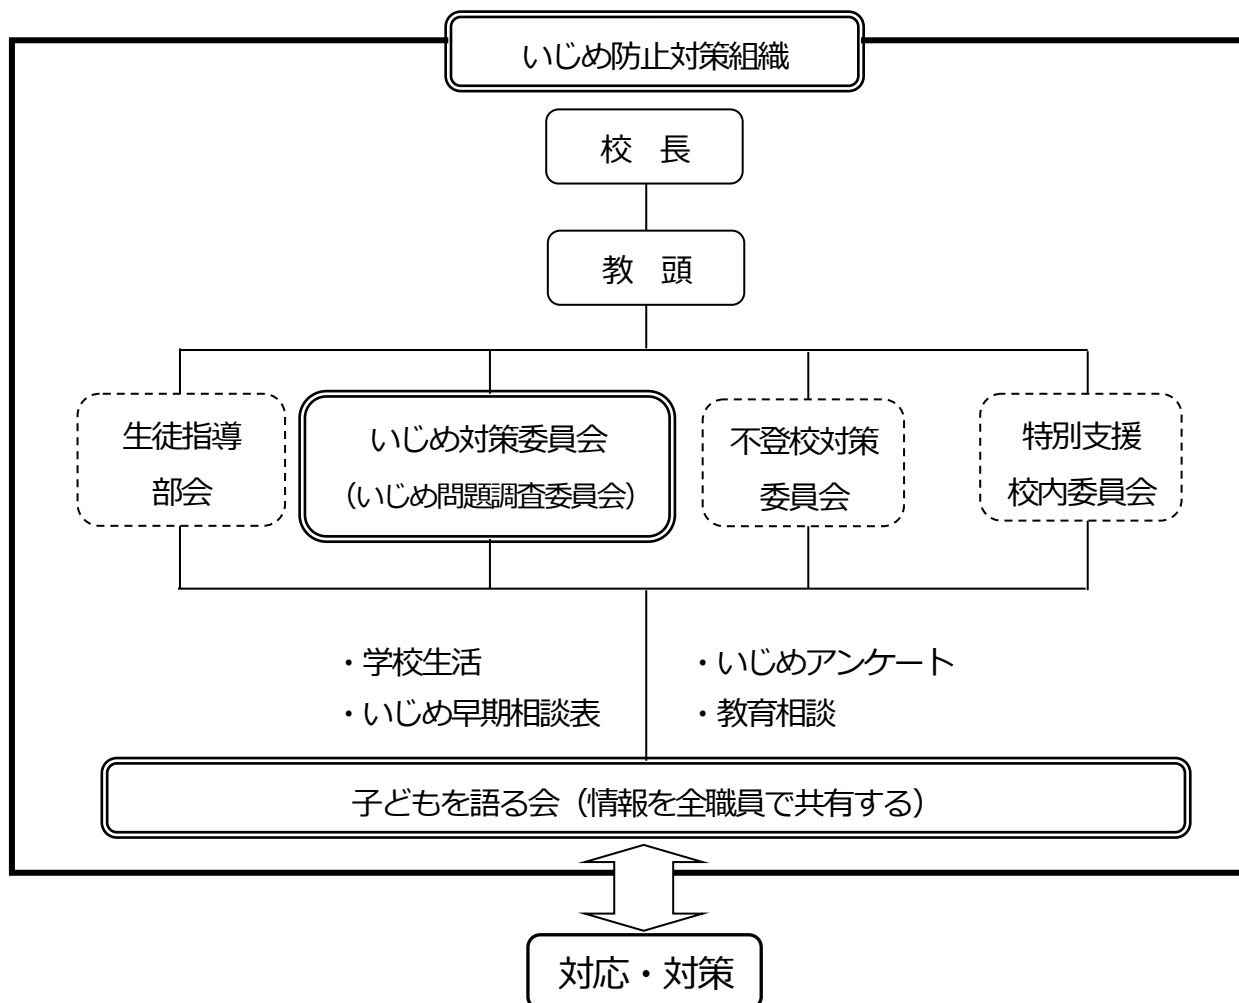 いじめ防止対策組織
校　長
教　頭
生徒指導
部会
いじめ対策委員会
（いじめ問題調査委員会）
不登校対策
委員会
特別支援
校内委員会
・学校生活
・いじめ早期相談表
・いじめアンケート
・教育相談
子どもを語る会（情報を全職員で共有する）
対応・対策